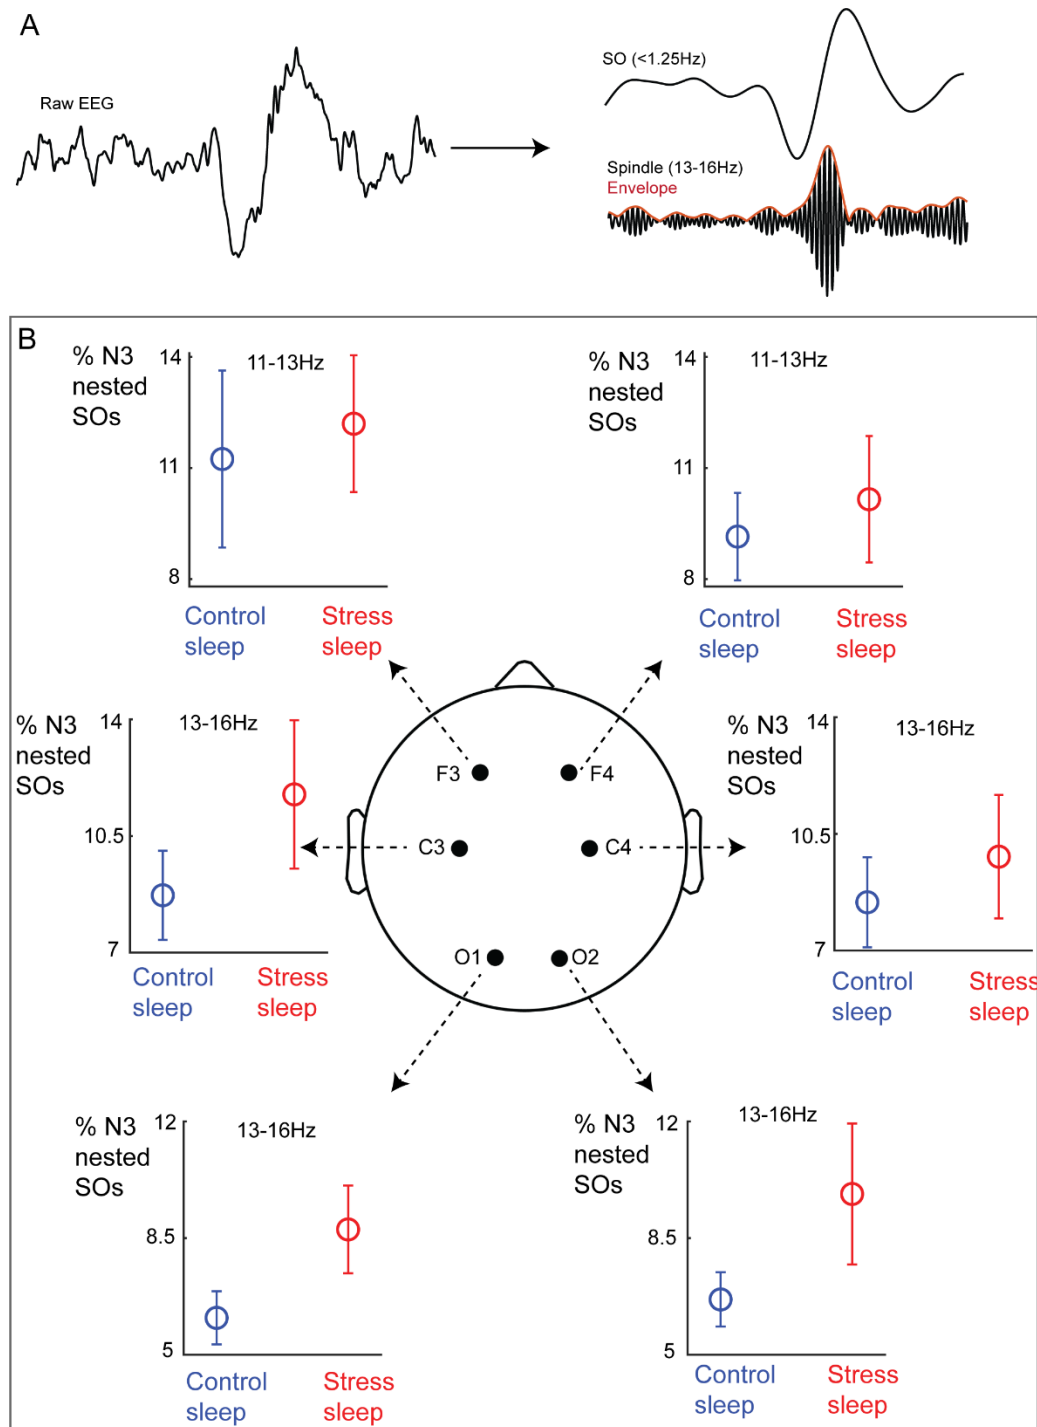 A
Raw EEG
SO (<1.25Hz)
Spindle (13-16Hz)
Envelope
B
% N3
nested
SOs
14
11
8
11-13Hz
Control
sleep
Stress
sleep
% N3
nested
SOs
14
11
8
11-13Hz
Control
sleep
Stress
sleep
% N3
nested
SOs
14
10.5
7
13-16Hz
Control
sleep
Stress
sleep
F3
F4
C3
C4
O1
O2
% N3
nested
SOs
14
10.5
7
13-16Hz
Control
sleep
Stress
sleep
% N3
nested
SOs
12
8.5
5
13-16Hz
Control
sleep
Stress
sleep
% N3
nested
SOs
12
8.5
5
13-16Hz
Control
sleep
Stress
sleep